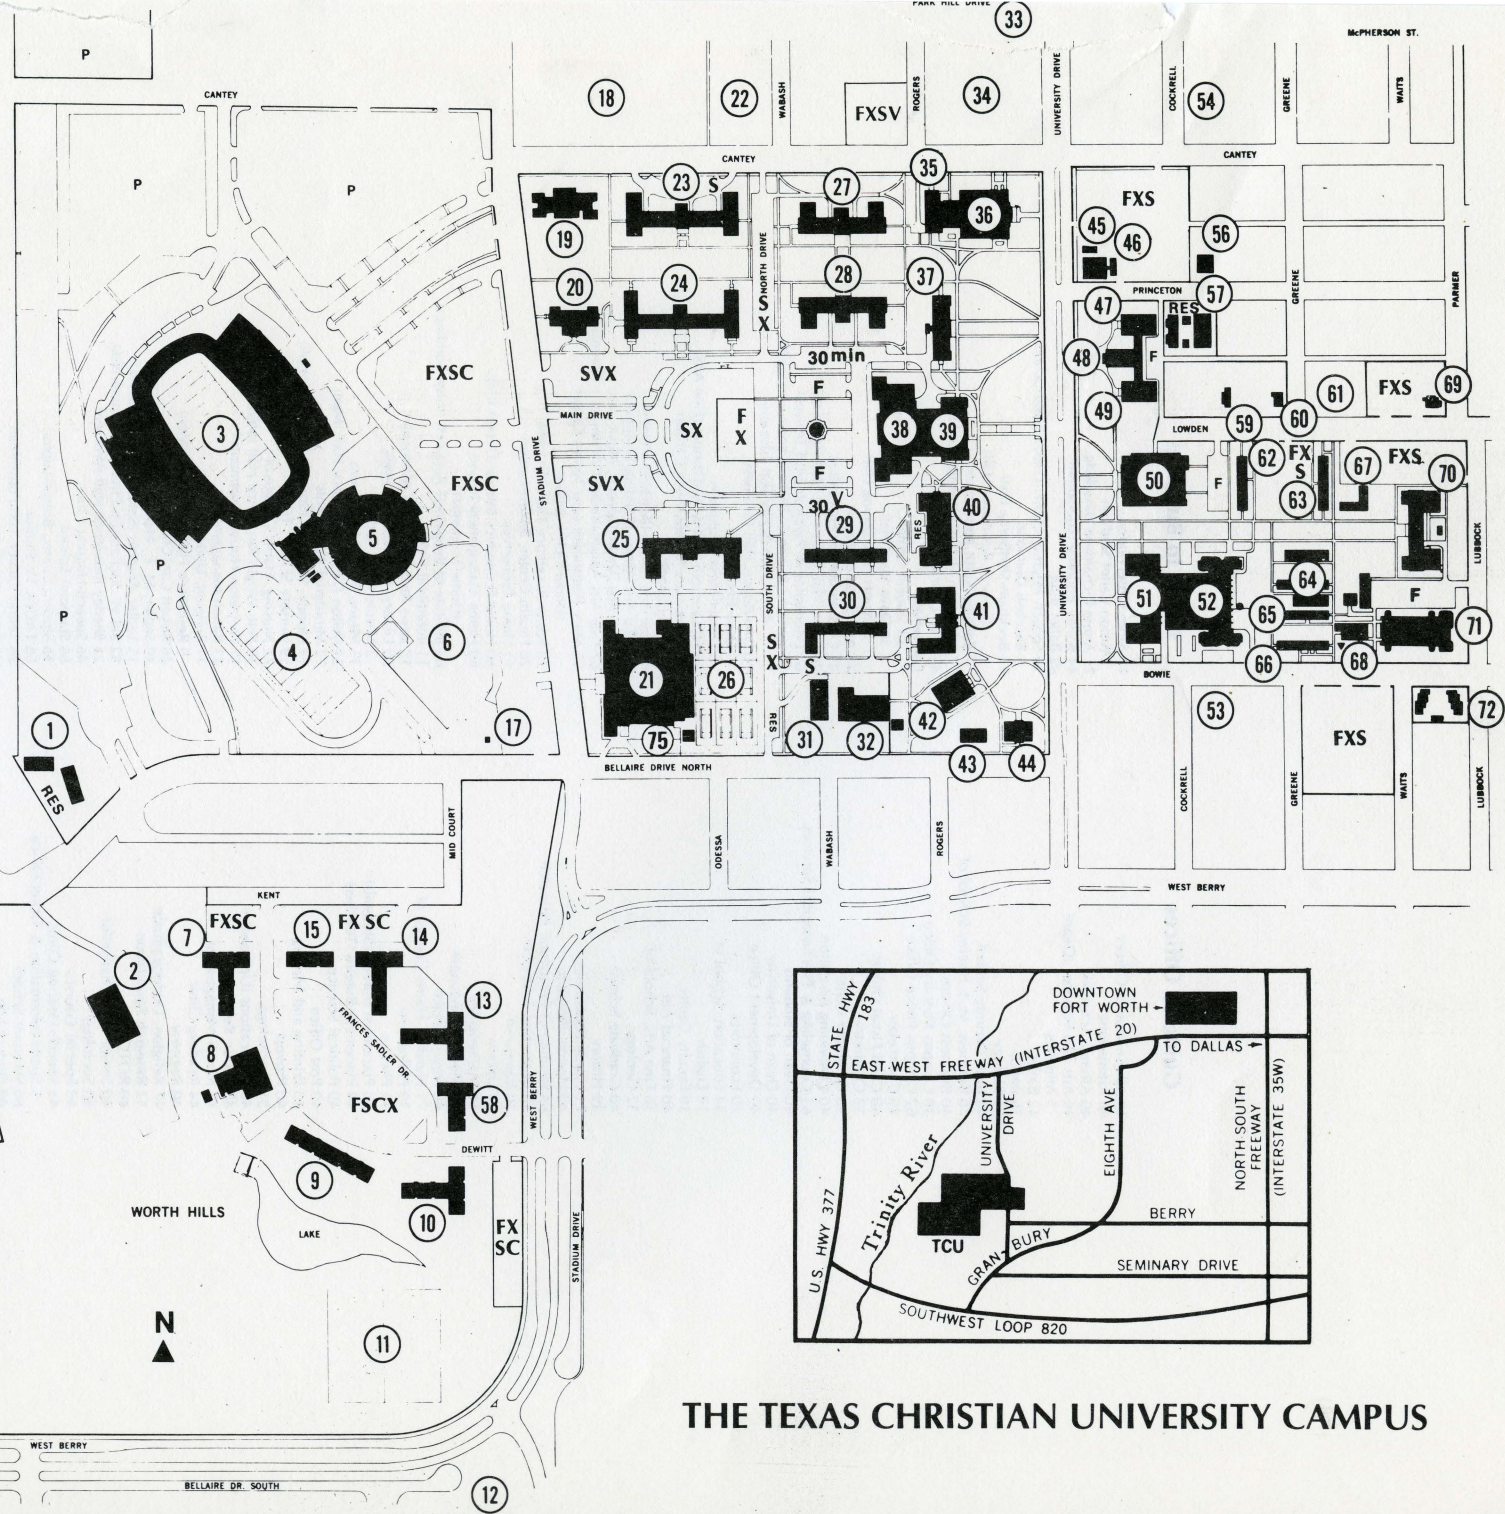 PARK HILL DRIVE
33
McPHERSON ST.
P
CANTEY
18
22
WABASH
FXSV
ROGERS
34
UNIVERSITY DRIVE
COCKRELL
54
GREENE
WAITS
CANTEY
CANTEY
P
P
23
S
27
35
36
FXS
45
46
56
19
20
24
NORTH DRIVE
S
X
28
37
PRINCETON
57
GREENE
PARMER
47
RES
48
F
49
30 min
F
FXSC
SVX
MAIN DRIVE
SX
F
X
38
39
3
61
FXS
69
59
60
LOWDEN
STADIUM DRIVE
FXSC
SVX
F
V
30
50
F
62
FX
S
63
67
FXS
70
40
RES
5
25
29
UNIVERSITY DRIVE
LUBBOCK
P
SOUTH DRIVE
30
41
51
52
64
65
F
P
4
6
S
X
S
66
68
71
BOWIE
21
26
42
53
FXS
72
1
17
75
RES
31
32
43
44
RES
BELLAIRE DRIVE NORTH
COCKRELL
GREENE
WAITS
LUBBOCK
MID COURT
ODESSA
WABASH
ROGERS
KENT
WEST BERRY
7
FXSC
15
FX SC
14
2
13
FRANCES SADLER DR.
8
FSCX
58
WEST BERRY
DEWITT
9
10
WORTH HILLS
LAKE
FX
SC
STADIUM DRIVE
N
11
WEST BERRY
BELLAIRE DR. SOUTH
12
STATE HWY
183
DOWNTOWN
FORT WORTH
EAST-WEST FREEWAY (INTERSTATE 20)
TO DALLAS
UNIVERSITY
DRIVE
EIGHTH AVE
NORTH-SOUTH
FREEWAY
(INTERSTATE 35W)
Trinity River
U.S. HWY 377
TCU
GRAN-BURY
BERRY
SEMINARY DRIVE
SOUTHWEST LOOP 820
THE TEXAS CHRISTIAN UNIVERSITY CAMPUS